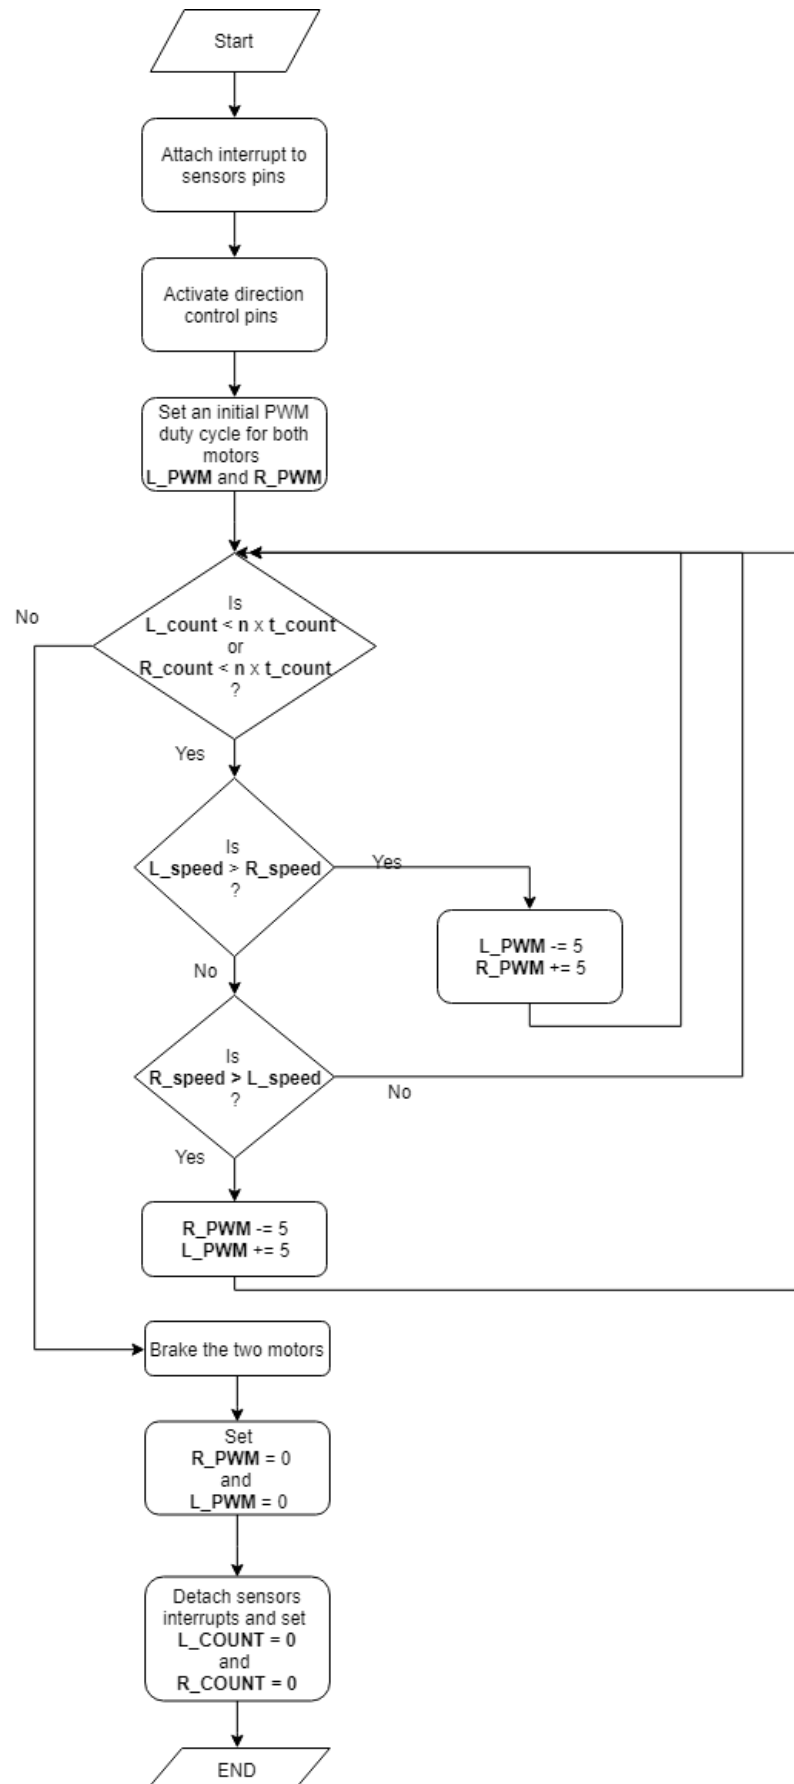 Start
Attach interrupt to
sensors pins
Activate direction
control pins
Set an initial PWM
duty cycle for both
motors
L_PWM and R_PWM
No
Is
L_count < n x t_count
or
R_count < n x t_count
?
Yes
Is
L_speed > R_speed
?
Yes
L_PWM -= 5
R_PWM += 5
No
Is
R_speed > L_speed
?
No
Yes
R_PWM -= 5
L_PWM += 5
Brake the two motors
Set
R_PWM = 0
and
L_PWM = 0
Detach sensors
interrupts and set
L_COUNT = 0
and
R_COUNT = 0
END